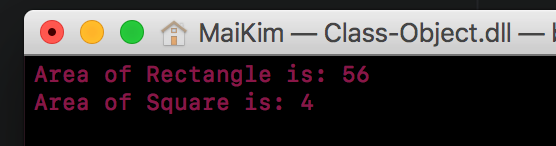 MaiKim — Class-Object.dll —
Area of Rectangle is: 56
Area of Square is: 4